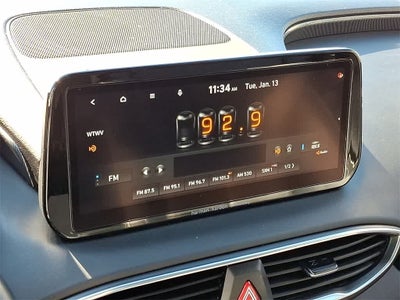 11:34 AM Tue, Jan. 13
WTWV
92.9
FM
FM 87.5 FM 95.1 FM 96.7 FM 101.3 AM 530 SXM 1 1/2
harman/kardon